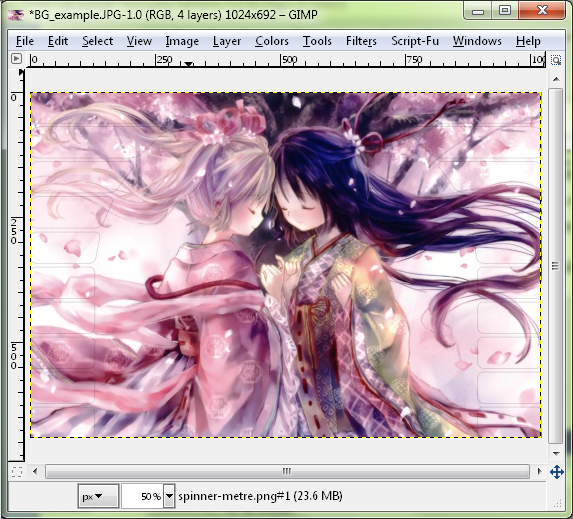 *BG_example.JPG-1.0 (RGB, 4 layers) 1024x692 – GIMP
File Edit Select View Image Layer Colors Tools Filters Script-Fu Windows Help
0 250 500 750 100
0
250
500
px 50% spinner-metre.png#1 (23.6 MB)